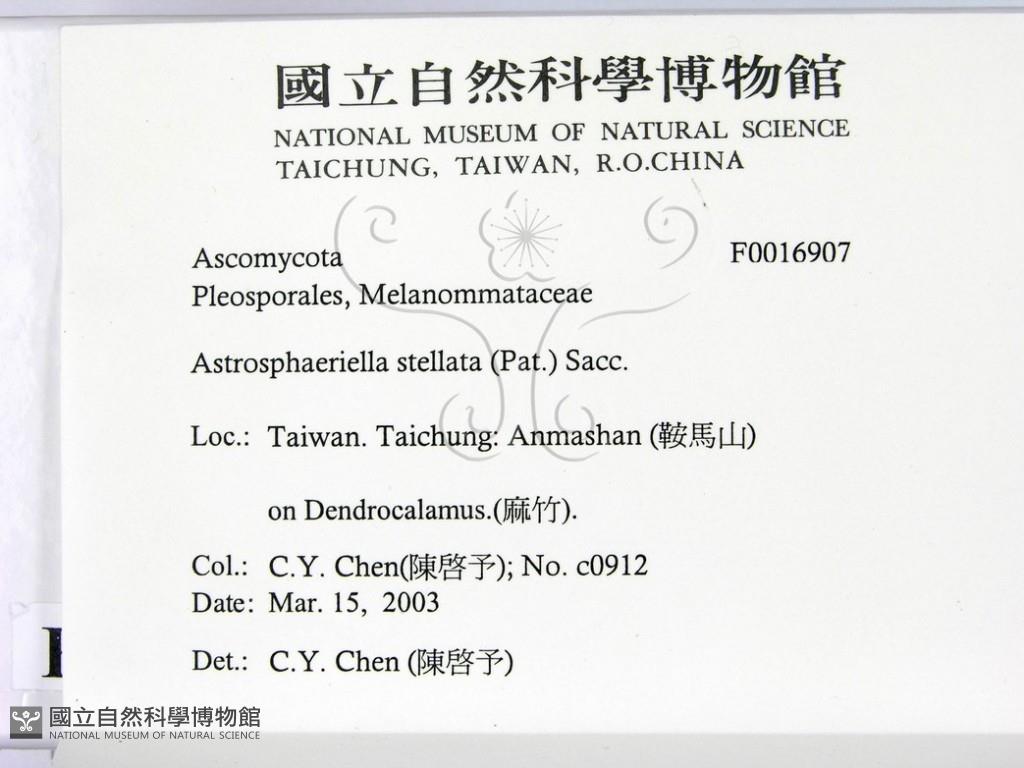 國立自然科學博物館
NATIONAL MUSEUM OF NATURAL SCIENCE
TAICHUNG, TAIWAN, R.O.CHINA
Ascomycota F0016907
Pleosporales, Melanommataceae
Astrosphaeriella stellata (Pat.) Sacc.
Loc.: Taiwan. Taichung: Anmashan (鞍馬山)
on Dendrocalamus.(麻竹).
Col.: C.Y. Chen(陳啓予); No. c0912
Date: Mar. 15, 2003
Det.: C.Y. Chen (陳啓予)
國立自然科學博物館
NATIONAL MUSEUM OF NATURAL SCIENCE